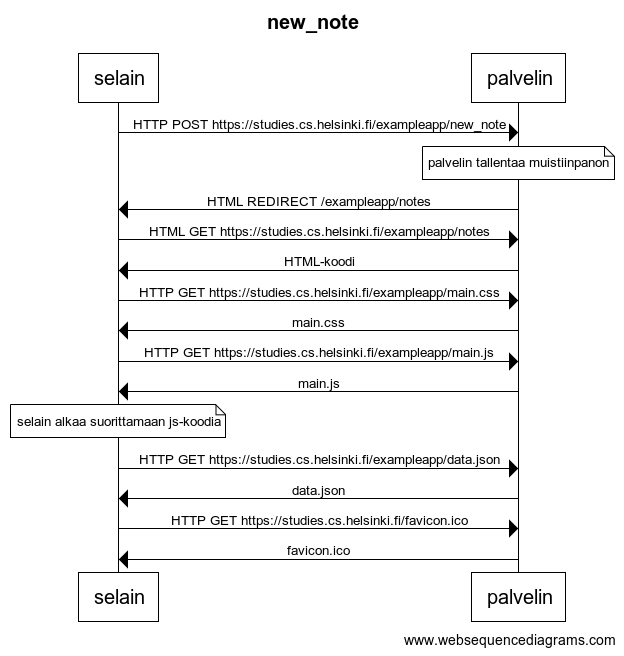 new_note
selain palvelin
HTTP POST https://studies.cs.helsinki.fi/exampleapp/new_note
palvelin tallentaa muistiinpanon
HTML REDIRECT /exampleapp/notes
HTML GET https://studies.cs.helsinki.fi/exampleapp/notes
HTML-koodi
HTTP GET https://studies.cs.helsinki.fi/exampleapp/main.css
main.css
HTTP GET https://studies.cs.helsinki.fi/exampleapp/main.js
main.js
selain alkaa suorittamaan js-koodia
HTTP GET https://studies.cs.helsinki.fi/exampleapp/data.json
data.json
HTTP GET https://studies.cs.helsinki.fi/favicon.ico
favicon.ico
selain palvelin
www.websequencediagrams.com